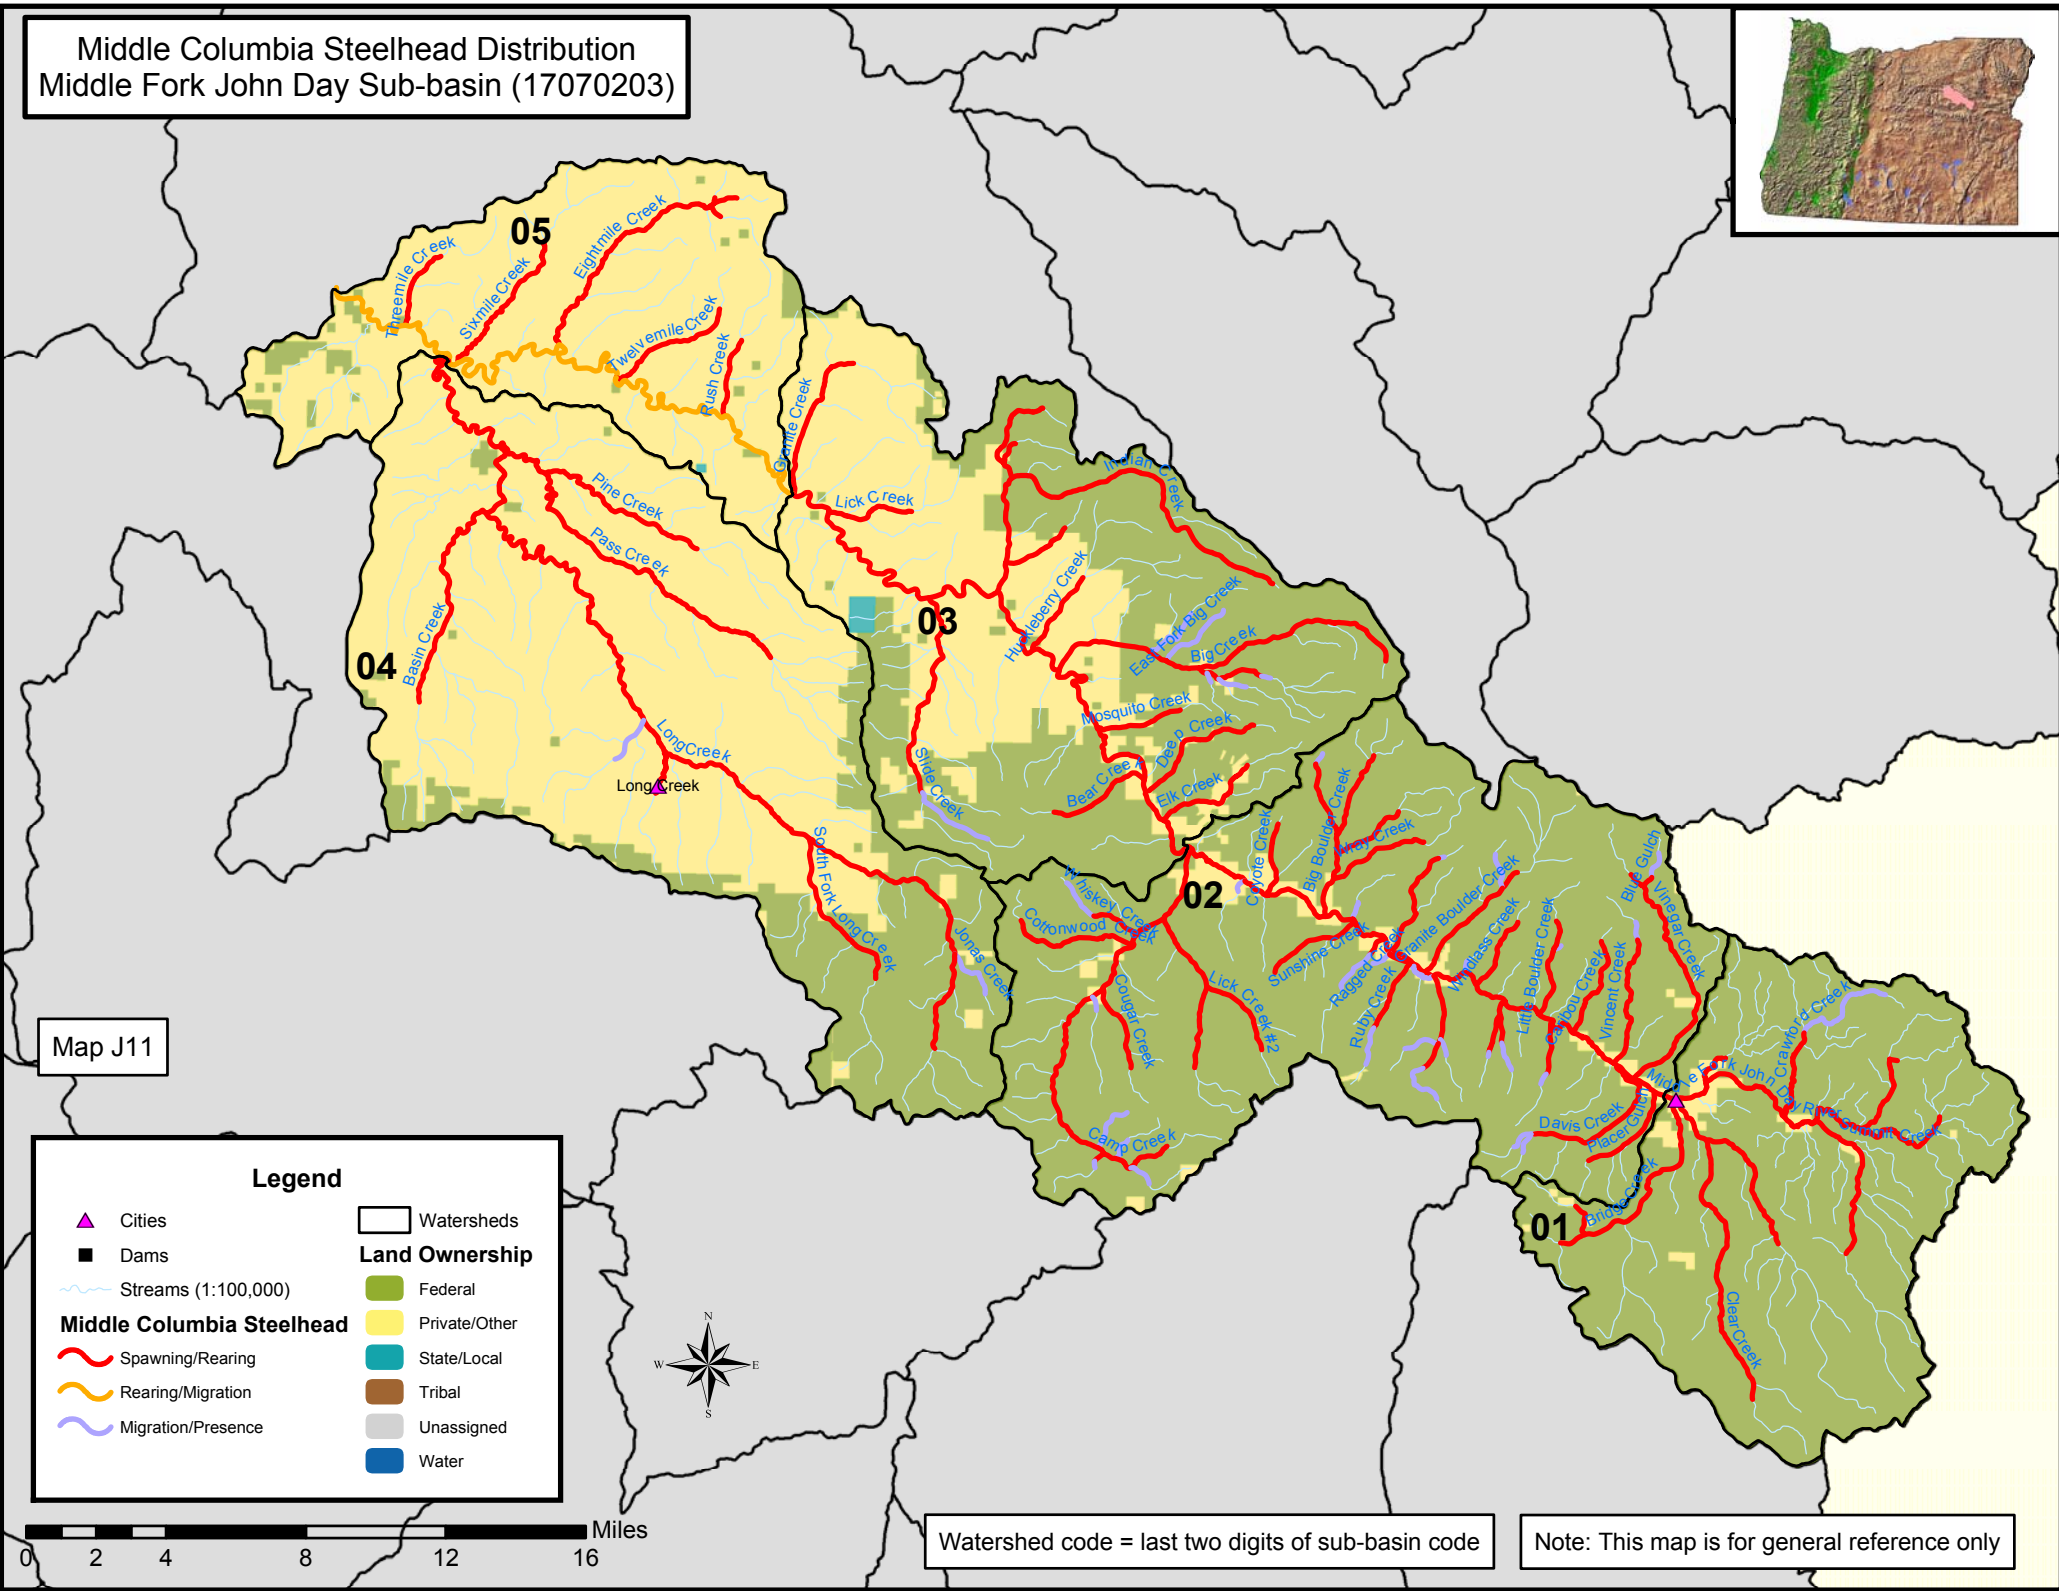 Middle Columbia Steelhead Distribution
Middle Fork John Day Sub-basin (17070203)
05
Threemile Creek
Sixmile Creek
Eightmile Creek
Twelvemile Creek
Rush Creek
Granite Creek
Lick Creek
Indian Creek
Pine Creek
Pass Creek
Basin Creek
04
03
Huckleberry Creek
East Fork Big Creek
Big Creek
Mosquito Creek
Deep Creek
Bear Creek
Elk Creek
Slide Creek
Long Creek
Long Creek
South Fork Long Creek
Jonas Creek
02
Whiskey Creek
Cottonwood Creek
Cougar Creek
Lick Creek #2
Camp Creek
Coyote Creek
Big Boulder Creek
Wray Creek
Sunshine Creek
Ragged Creek
Ruby Creek
Granite Boulder Creek
Windlass Creek
Little Boulder Creek
Caribou Creek
Vincent Creek
Blue Gulch
Vinegar Creek
Davis Creek
Placer Gulch
Middle Fork John Day River
Crawford Creek
Summit Creek
Bridge Creek
01
Clear Creek
Map J11
Legend
Cities
Dams
Streams (1:100,000)
Middle Columbia Steelhead
Spawning/Rearing
Rearing/Migration
Migration/Presence
Watersheds
Land Ownership
Federal
Private/Other
State/Local
Tribal
Unassigned
Water
N
W E
S
Miles
0 2 4 8 12 16
Watershed code = last two digits of sub-basin code
Note: This map is for general reference only